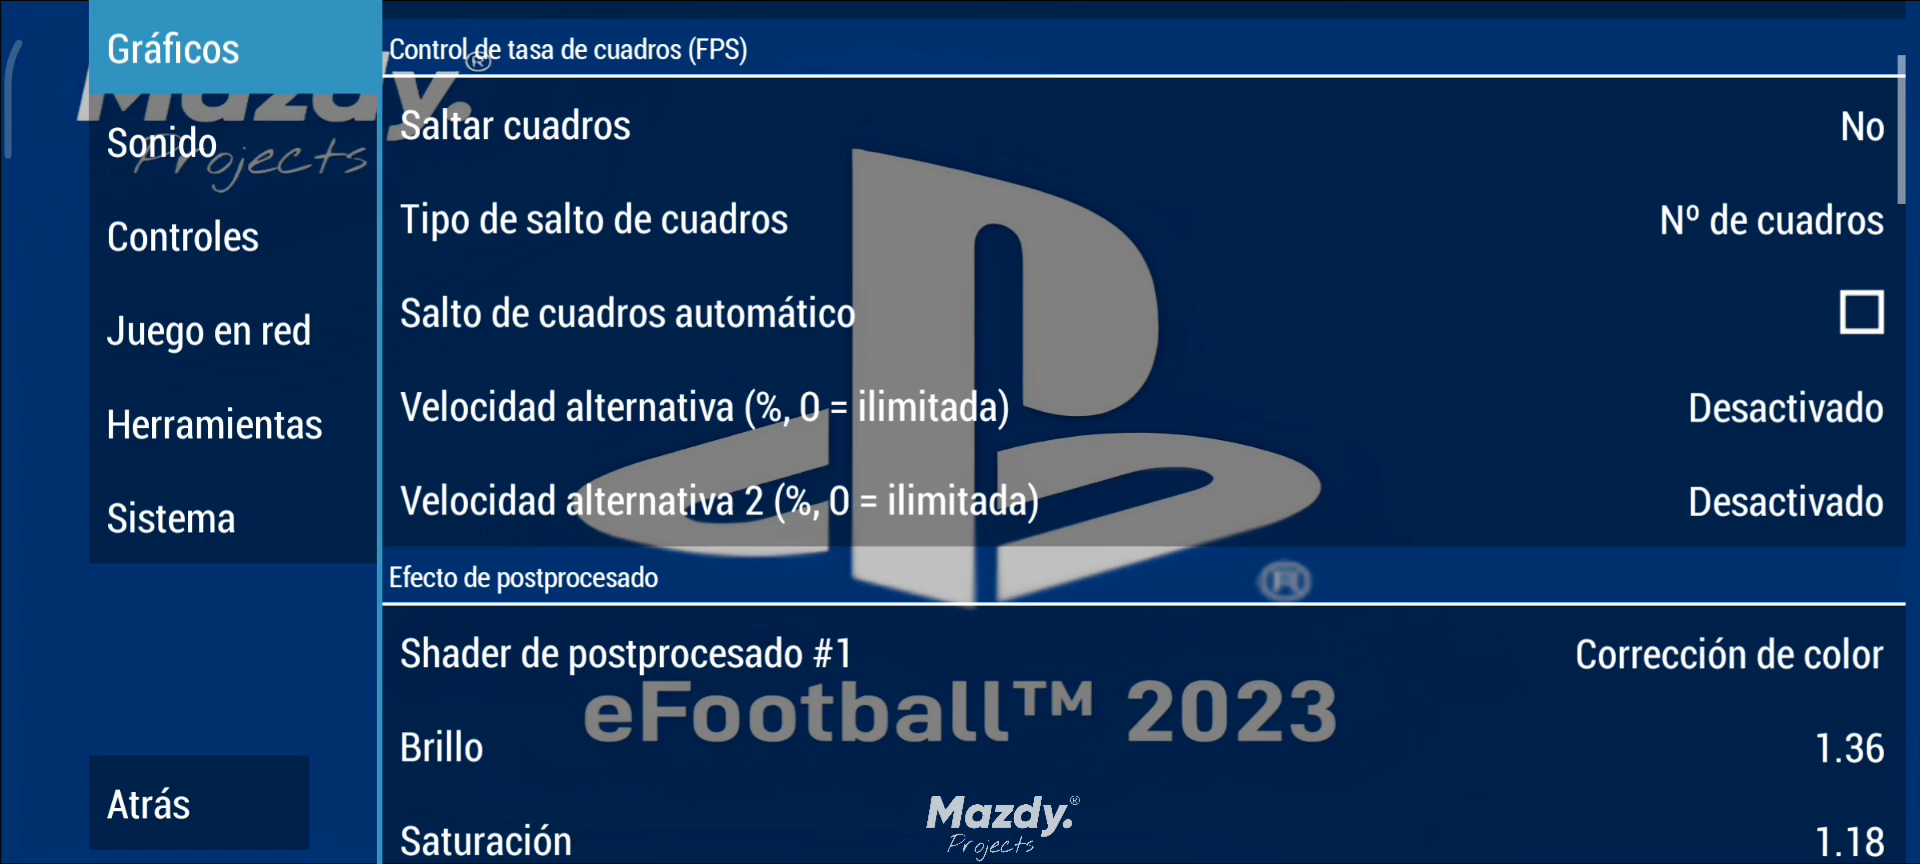 Gráficos
Sonido
Controles
Juego en red
Herramientas
Sistema
Atrás
Mazdy.®
Projects
Control de tasa de cuadros (FPS)
Saltar cuadros No
Tipo de salto de cuadros Nº de cuadros
Salto de cuadros automático
Velocidad alternativa (%, 0 = ilimitada) Desactivado
Velocidad alternativa 2 (%, 0 = ilimitada) Desactivado
®
Efecto de postprocesado
Shader de postprocesado #1 Corrección de color
eFootball™ 2023
Brillo 1.36
Mazdy.®
Projects
Saturación 1.18